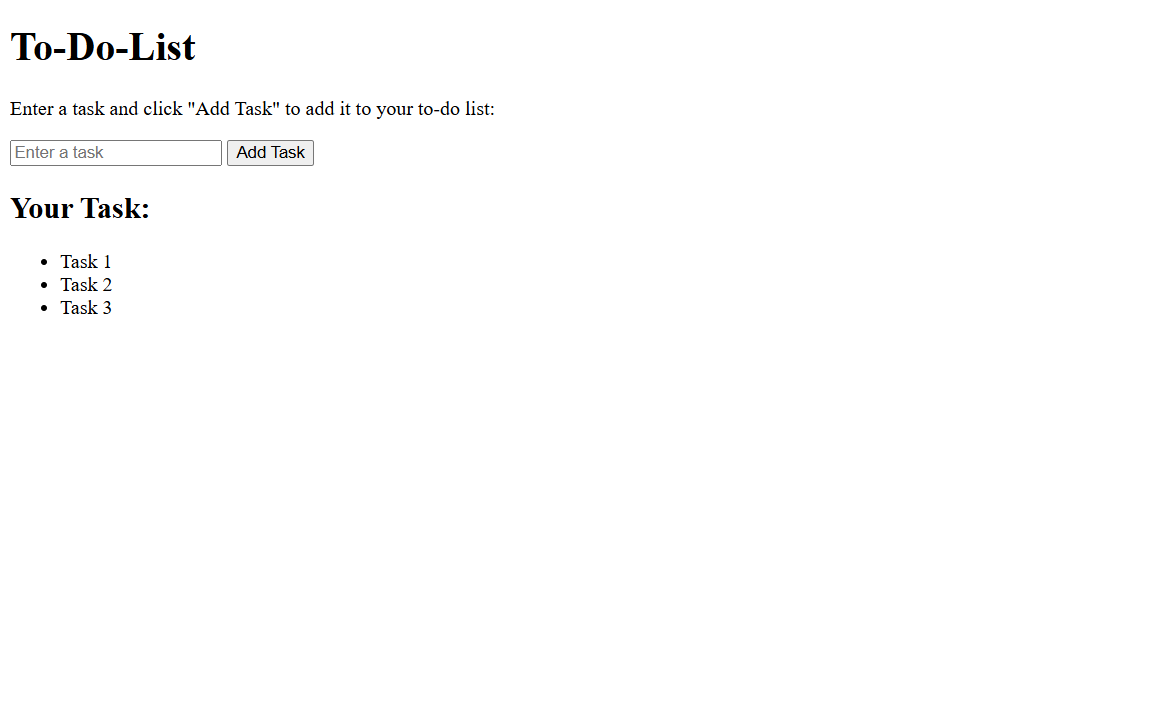 To-Do-List
Enter a task and click "Add Task" to add it to your to-do list:
Enter a task Add Task
Your Task:
Task 1
Task 2
Task 3